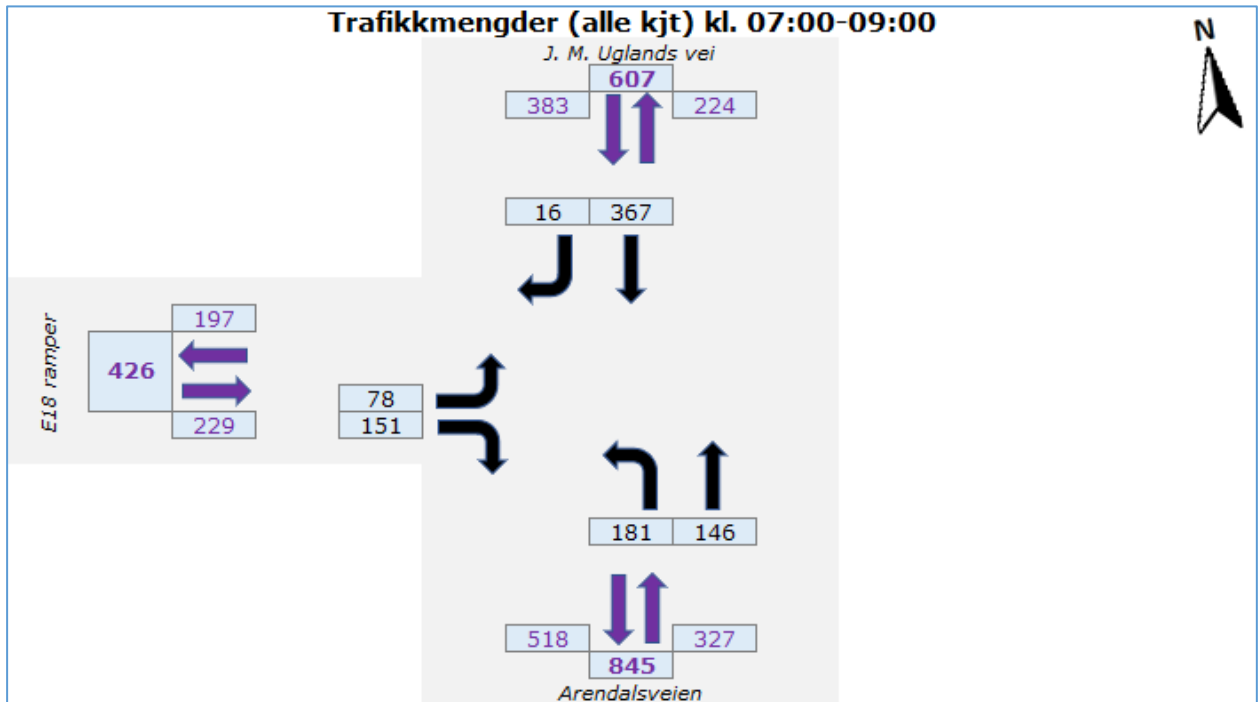 Trafikkmengder (alle kjt) kl. 07:00-09:00
N
J. M. Uglands vei
607
383 224
16 367
E18 ramper
197
426
229
78
151
181 146
518 327
845
Arendalsveien